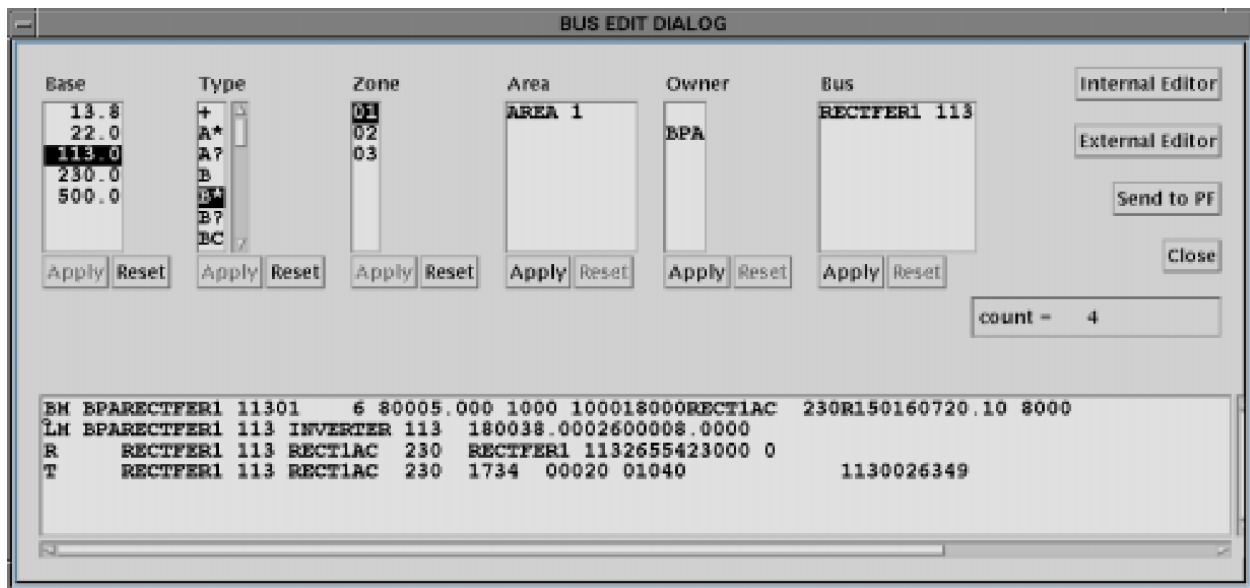 BUS EDIT DIALOG
Base Type Zone Area Owner Bus Internal Editor
13.8 + 01 AREA 1 RECTFER1 113
22.0 A* 02 BPA
113.0 A? 03 External Editor
230.0 B
500.0 B* Send to PF
B?
BC
Close
Apply Reset Apply Reset Apply Reset Apply Reset Apply Reset Apply Reset
count = 4
BM BPARECTFER1 11301 6 80005.000 1000 100018000RECT1AC 230R150160720.10 8000
LM BPARECTFER1 113 INVERTER 113 180038.0002600008.0000
R RECTFER1 113 RECT1AC 230 RECTFER1 1132655423000 0
T RECTFER1 113 RECT1AC 230 1734 00020 01040 1130026349